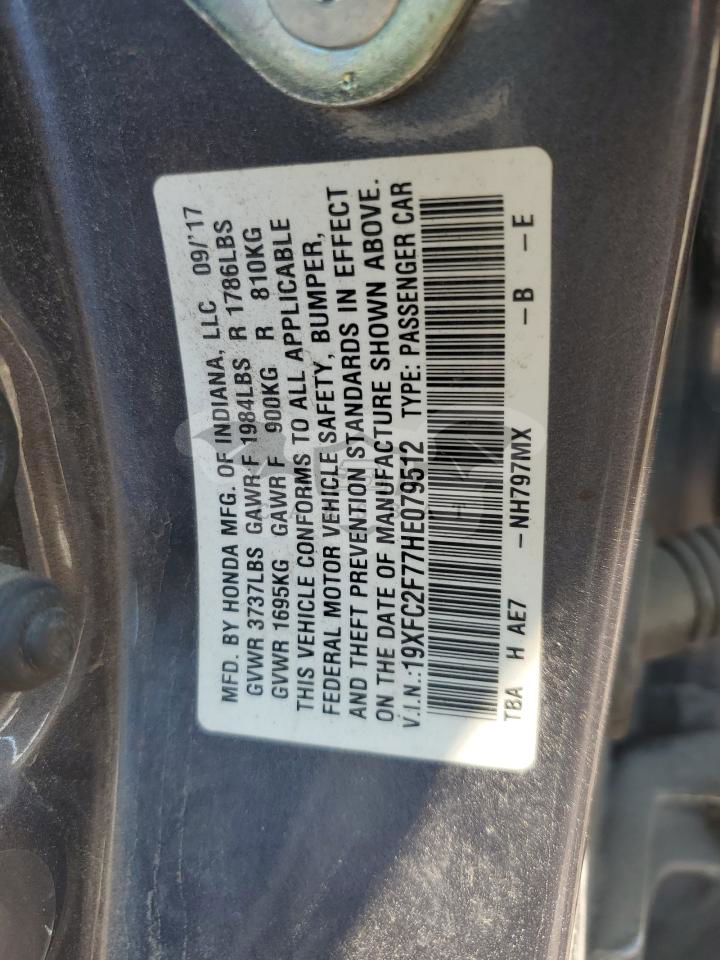 MFD. BY HONDA MFG. OF INDIANA, LLC 09/'17
GVWR 3737LBS GAWR F 1984LBS R 1786LBS
GVWR 1695KG GAWR F 900KG R 810KG
THIS VEHICLE CONFORMS TO ALL APPLICABLE
FEDERAL MOTOR VEHICLE SAFETY, BUMPER,
AND THEFT PREVENTION STANDARDS IN EFFECT
ON THE DATE OF MANUFACTURE SHOWN ABOVE.
V.I.N.:19XFC2F77HE079512 TYPE: PASSENGER CAR
TBA H AE7 -NH797MX -B -E